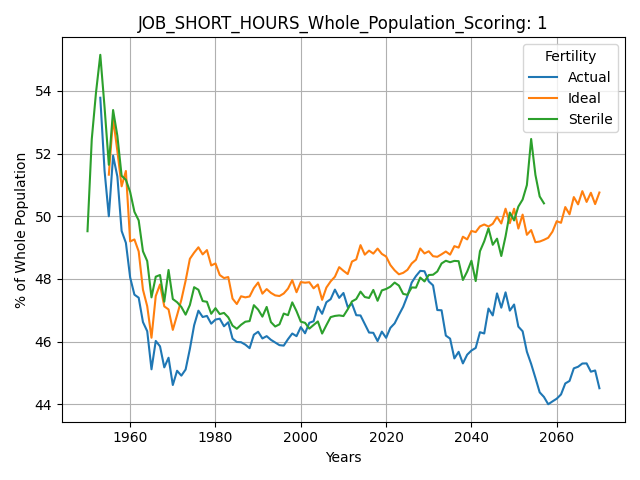 JOB_SHORT_HOURS_Whole_Population_Scoring: 1
Fertility
Actual
Ideal
Sterile
% of Whole Population
54
52
50
48
46
44
1960 1980 2000 2020 2040 2060
Years